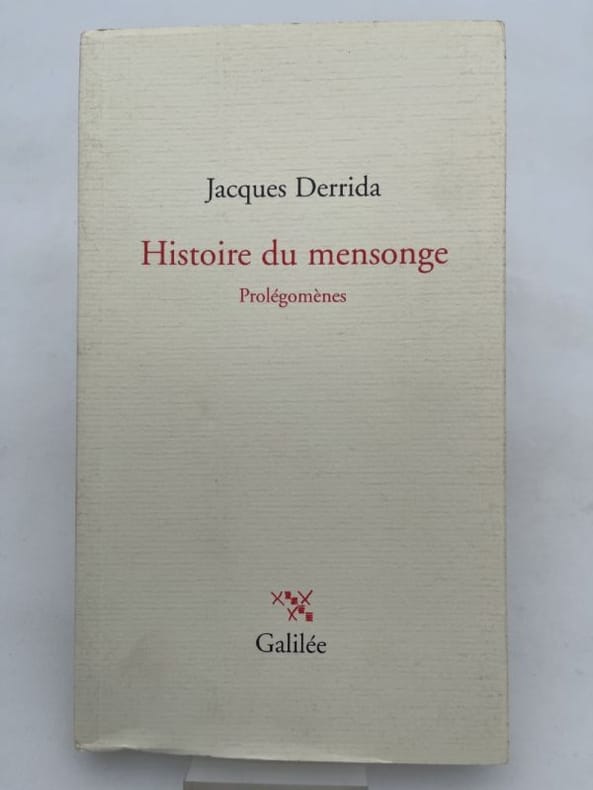 Jacques Derrida
Histoire du mensonge
Prolégomènes
Galilée